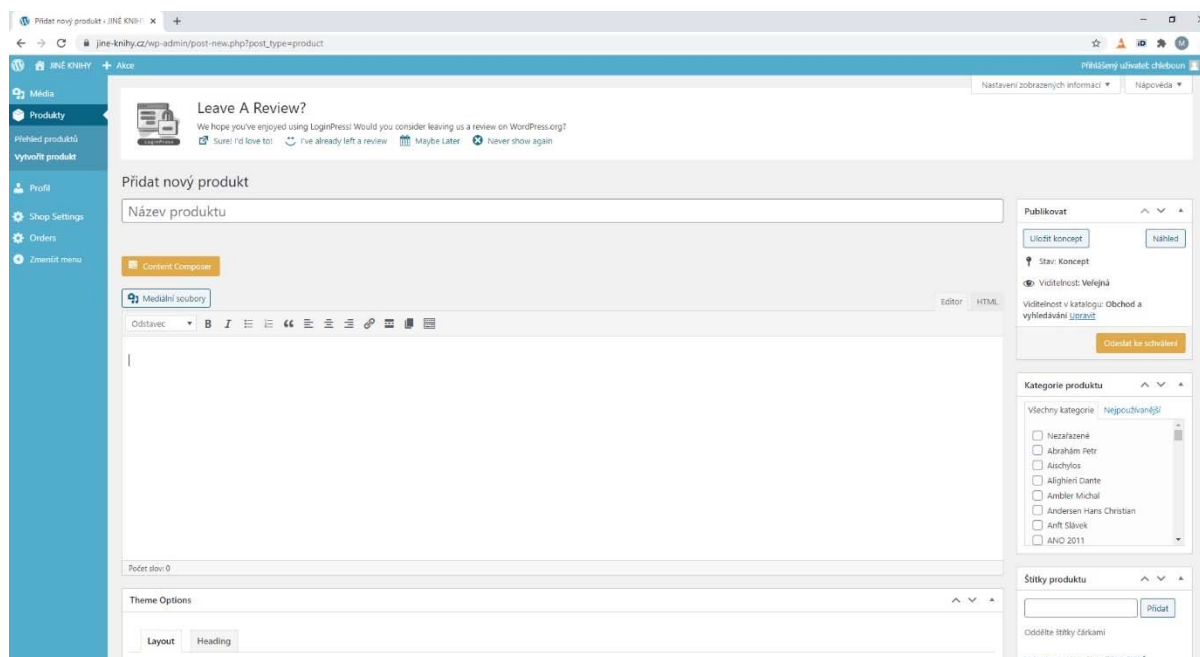 Přidat nový produkt ‹ JINÉ KNIH
jine-knihy.cz/wp-admin/post-new.php?post_type=product
JINÉ KNIHY + Akce
Přihlášený uživatel: chleboun
Nastavení zobrazených informací
Nápověda
Média
Produkty
Přehled produktů
Vytvořit produkt
Profil
Shop Settings
Orders
Zmenšit menu
LoginPress
Leave A Review?
We hope you've enjoyed using LoginPress! Would you consider leaving us a review on WordPress.org?
Sure! I'd love to! I've already left a review Maybe Later Never show again
Přidat nový produkt
Název produktu
Content Composer
Mediální soubory
Editor HTML
Odstavec
B I
Počet slov: 0
Theme Options
Layout Heading
Publikovat
Uložit koncept Náhled
Stav: Koncept
Viditelnost: Veřejná
Viditelnost v katalogu: Obchod a
vyhledávání Upravit
Odeslat ke schválení
Kategorie produktu
Všechny kategorie Nejpoužívanější
Nezařazené
Abrahám Petr
Aischylos
Alighieri Dante
Ambler Michal
Andersen Hans Christian
Anft Slávek
ANO 2011
Štítky produktu
Přidat
Oddělte štítky čárkami